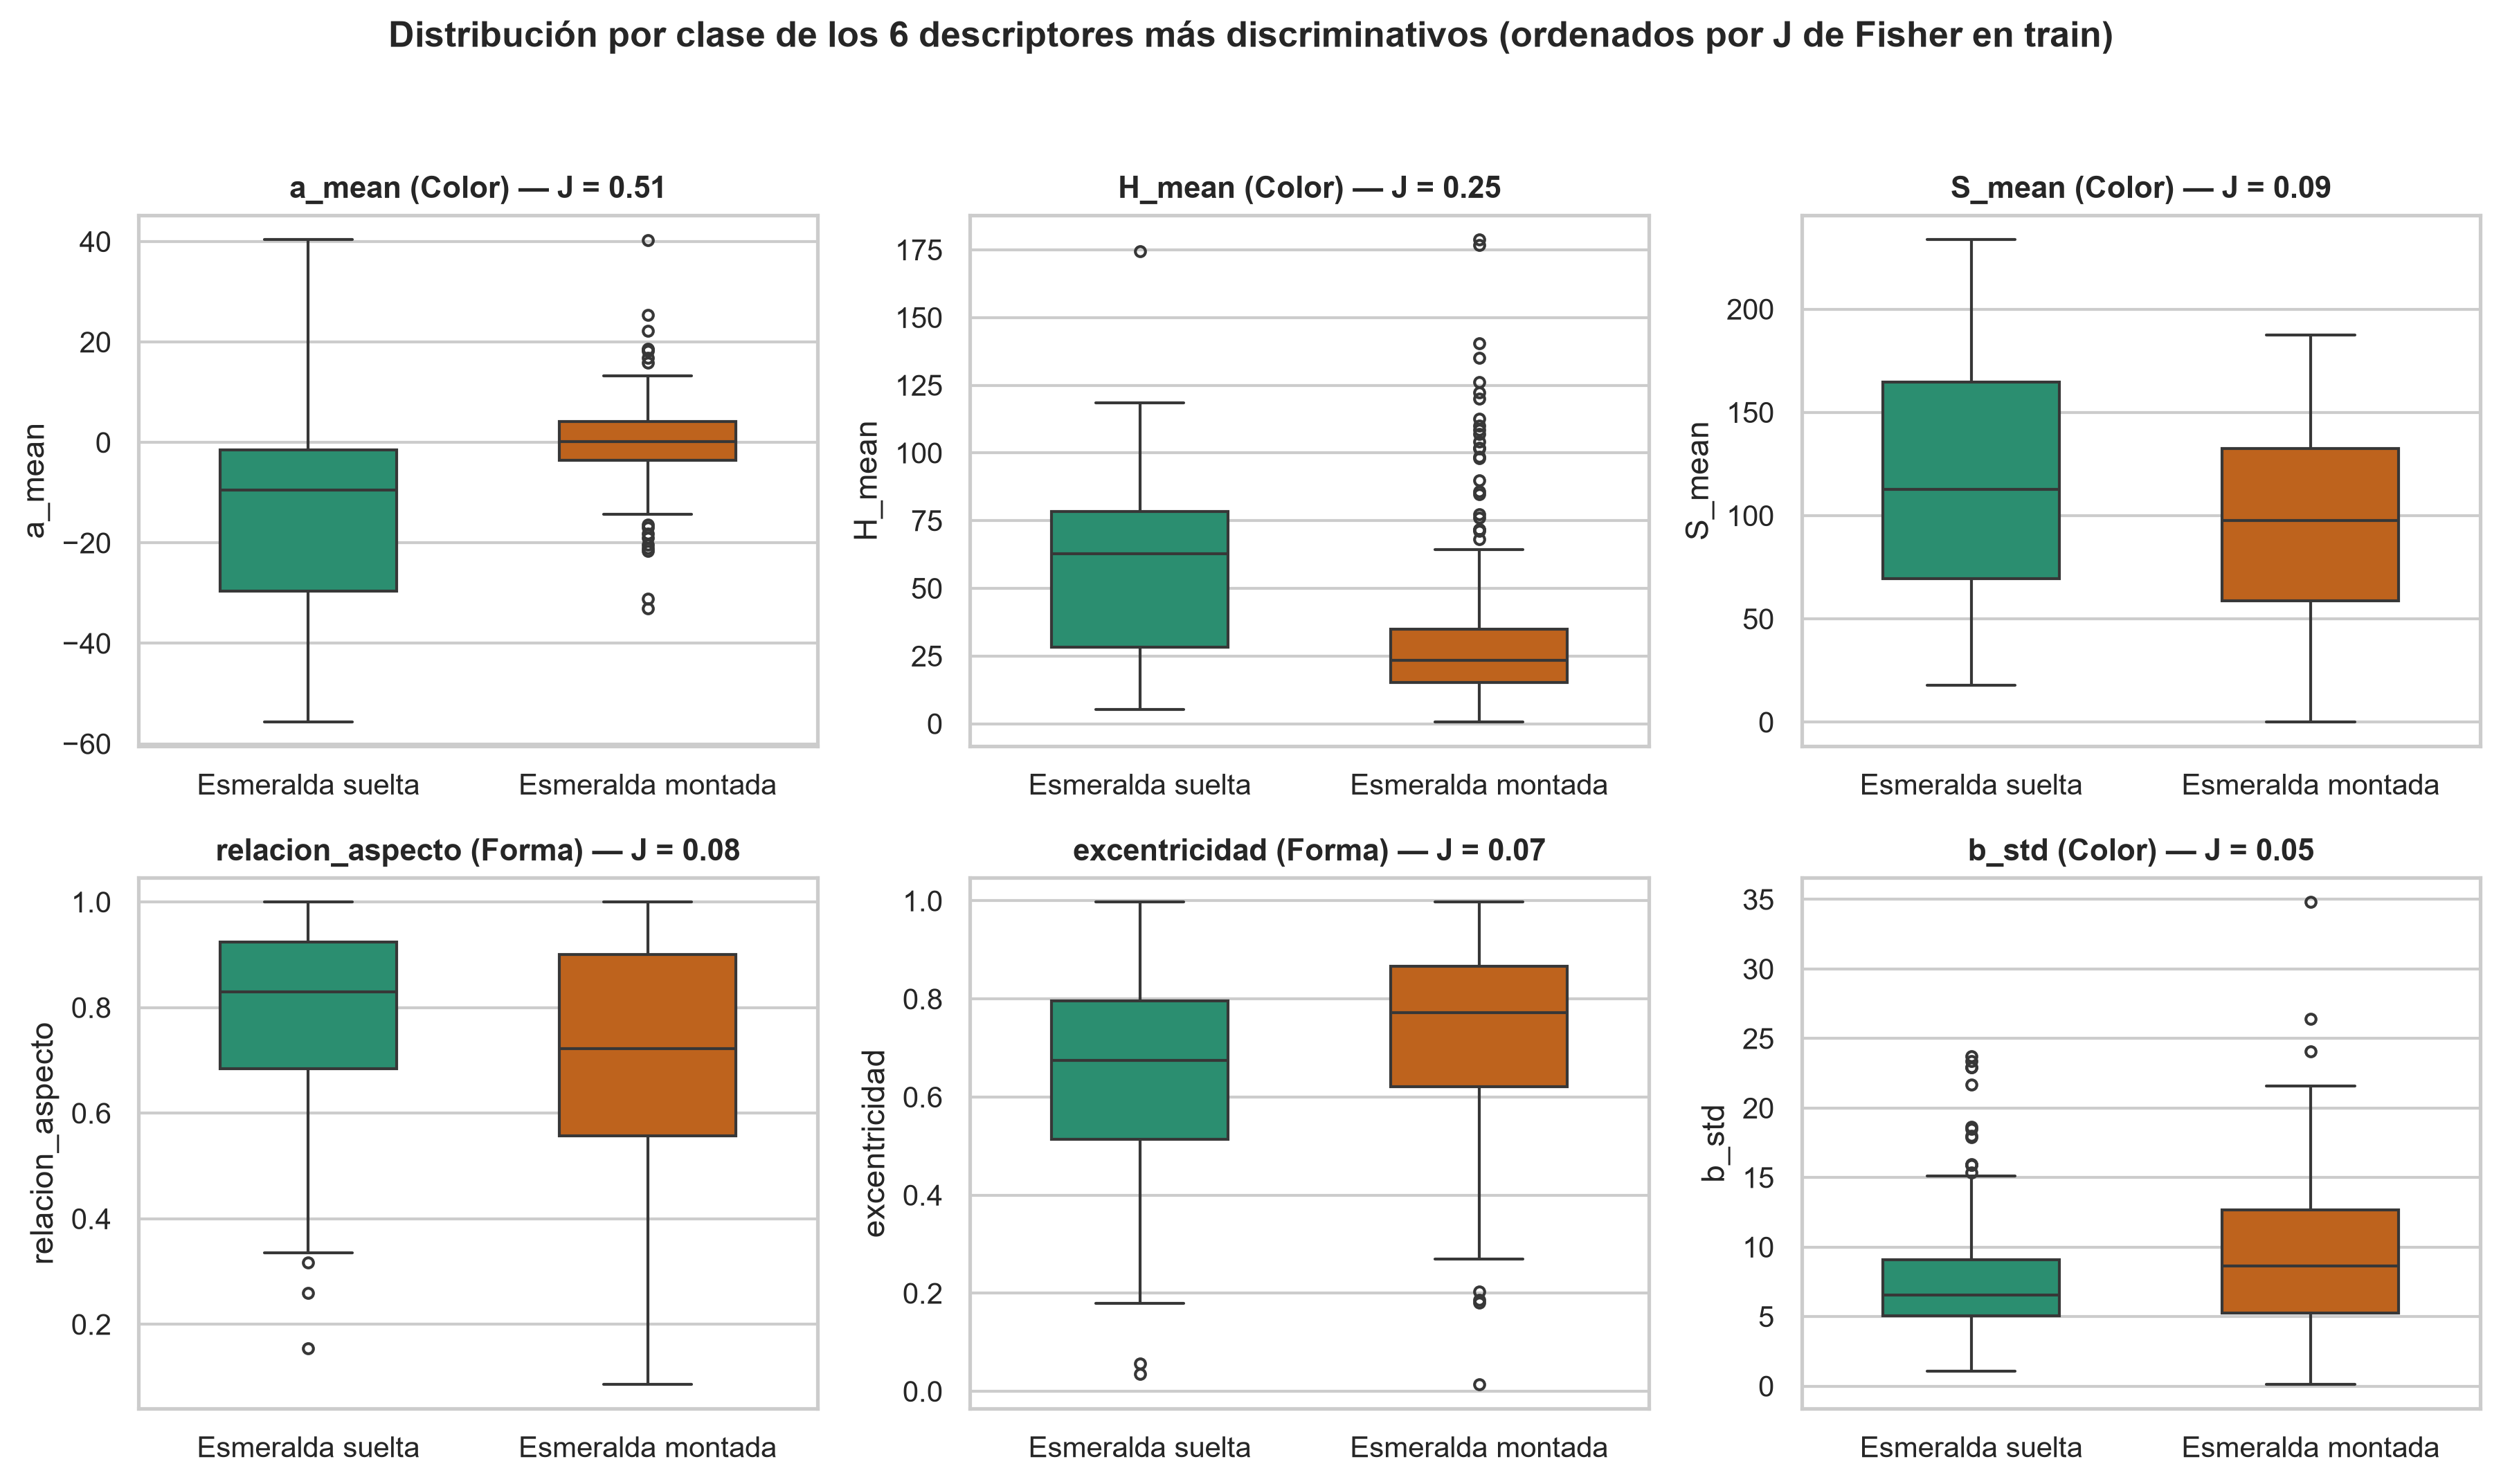 Distribución por clase de los 6 descriptores más discriminativos (ordenados por J de Fisher en train)
a_mean (Color) — J = 0.51
a_mean
40
20
0
−20
−40
−60
Esmeralda suelta
Esmeralda montada
H_mean (Color) — J = 0.25
H_mean
175
150
125
100
75
50
25
0
Esmeralda suelta
Esmeralda montada
S_mean (Color) — J = 0.09
S_mean
200
150
100
50
0
Esmeralda suelta
Esmeralda montada
relacion_aspecto (Forma) — J = 0.08
relacion_aspecto
1.0
0.8
0.6
0.4
0.2
Esmeralda suelta
Esmeralda montada
excentricidad (Forma) — J = 0.07
excentricidad
1.0
0.8
0.6
0.4
0.2
0.0
Esmeralda suelta
Esmeralda montada
b_std (Color) — J = 0.05
b_std
35
30
25
20
15
10
5
0
Esmeralda suelta
Esmeralda montada